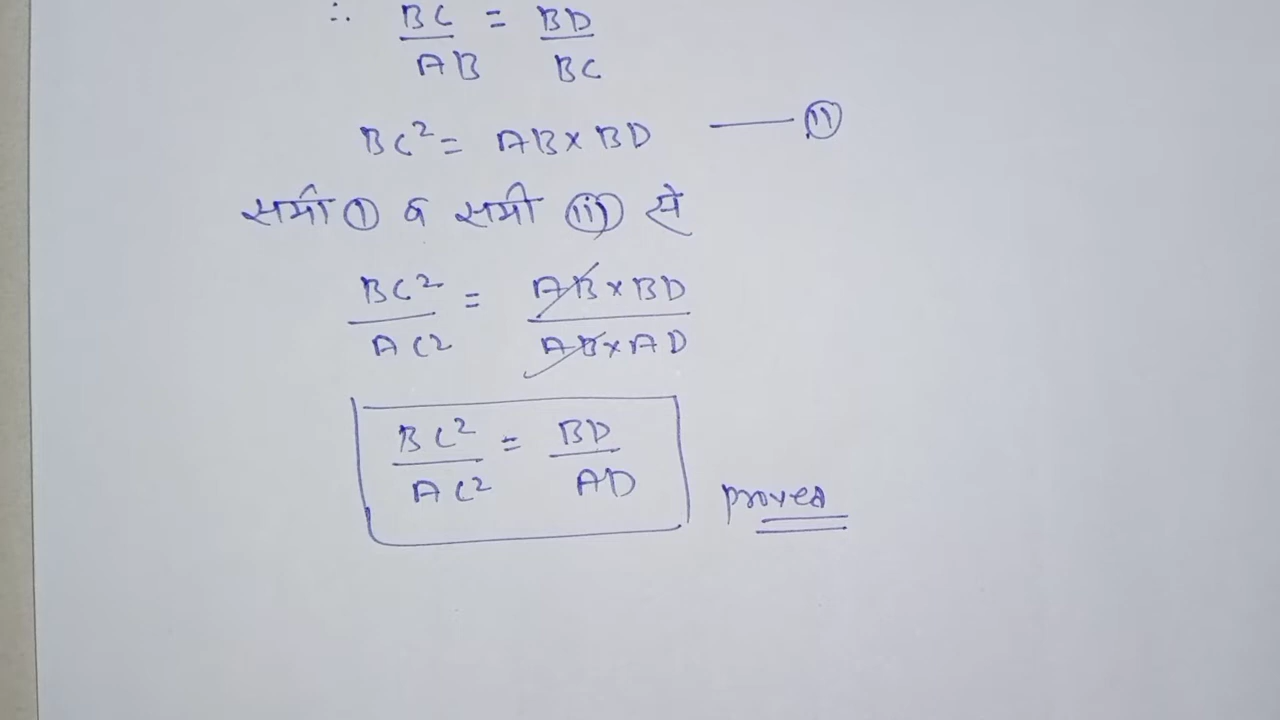 ∴ BC/AB = BD/BC
BC² = AB × BD —— (ii)
समी (i) व समी (ii) से
BC²/AC² = AB × BD/AB × AD
BC²/AC² = BD/AD
proved